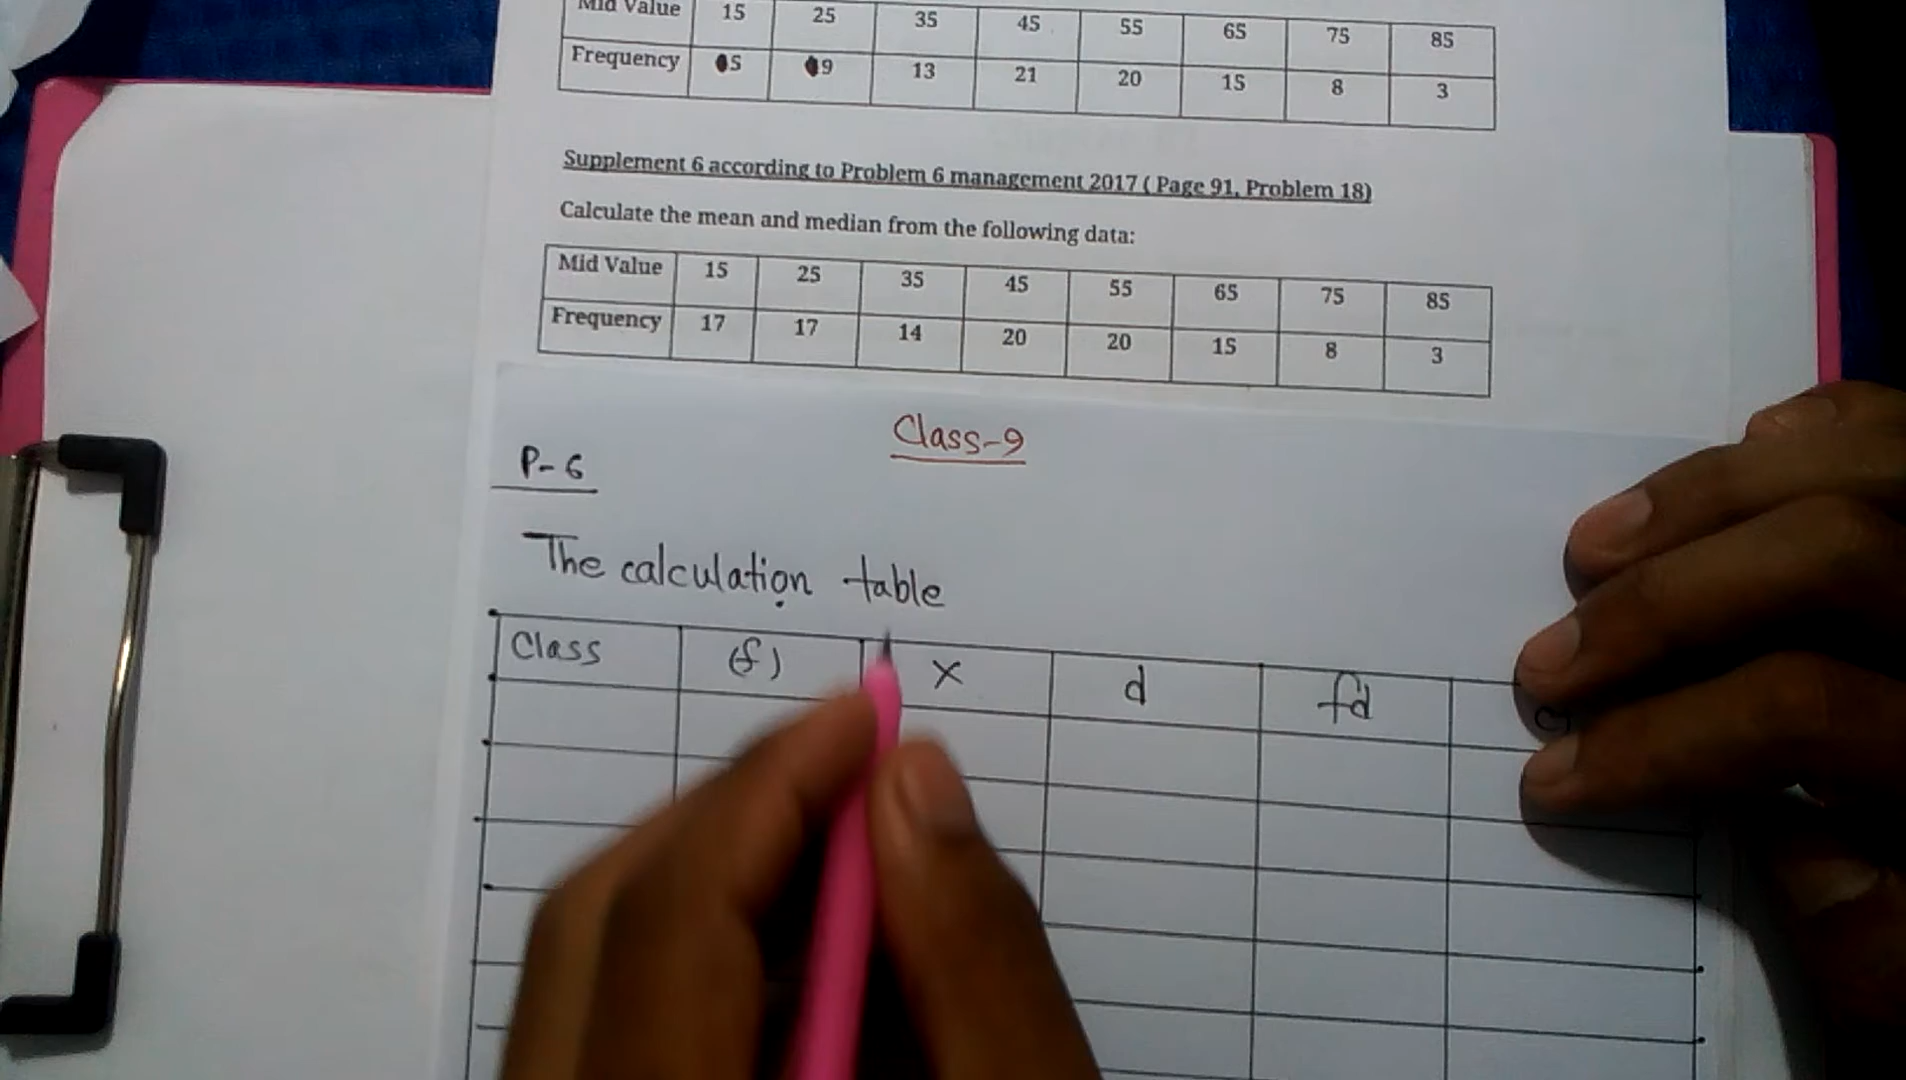 Mid Value 15 25 35 45 55 65 75 85
Frequency 5 9 13 21 20 15 8 3
Supplement 6 according to Problem 6 management 2017 ( Page 91, Problem 18)
Calculate the mean and median from the following data:
Mid Value 15 25 35 45 55 65 75 85
Frequency 17 17 14 20 20 15 8 3
Class-9
P-6
The calculation table
Class (f) x d fd